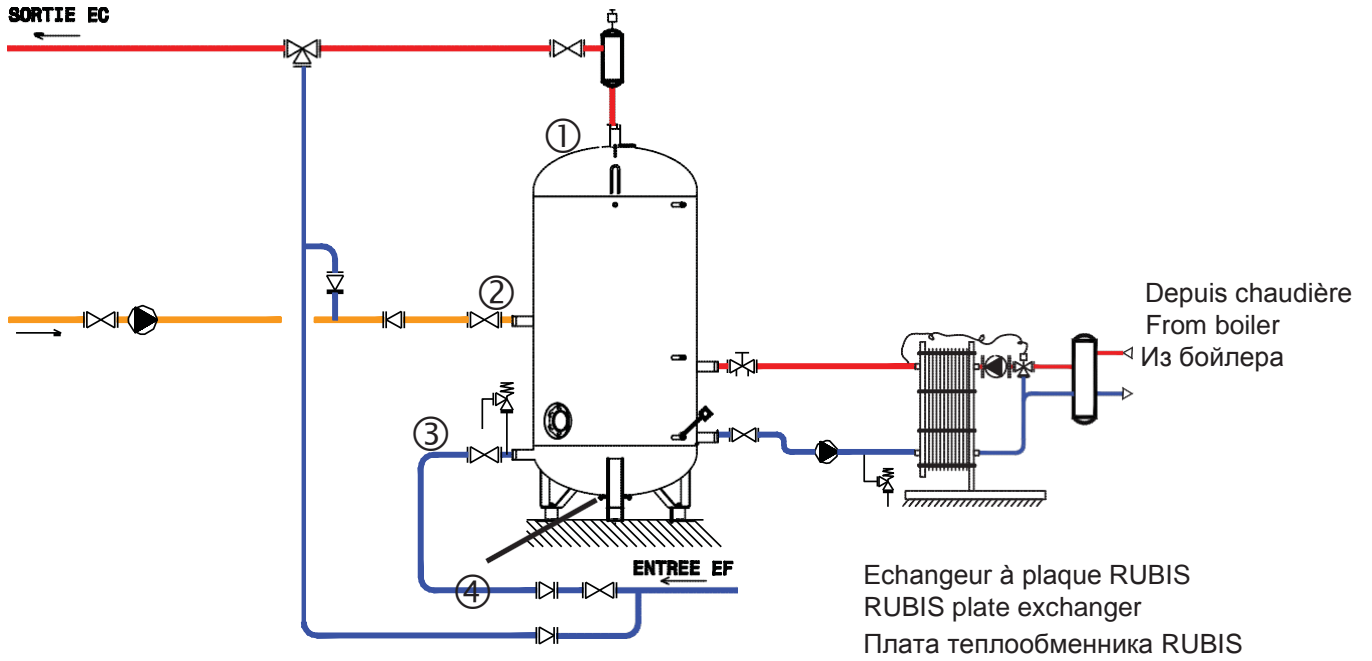 SORTIE EC
①
②
Depuis chaudière
From boiler
Из бойлера
③
ENTREE EF
④
Echangeur à plaque RUBIS
RUBIS plate exchanger
Плата теплообменника RUBIS